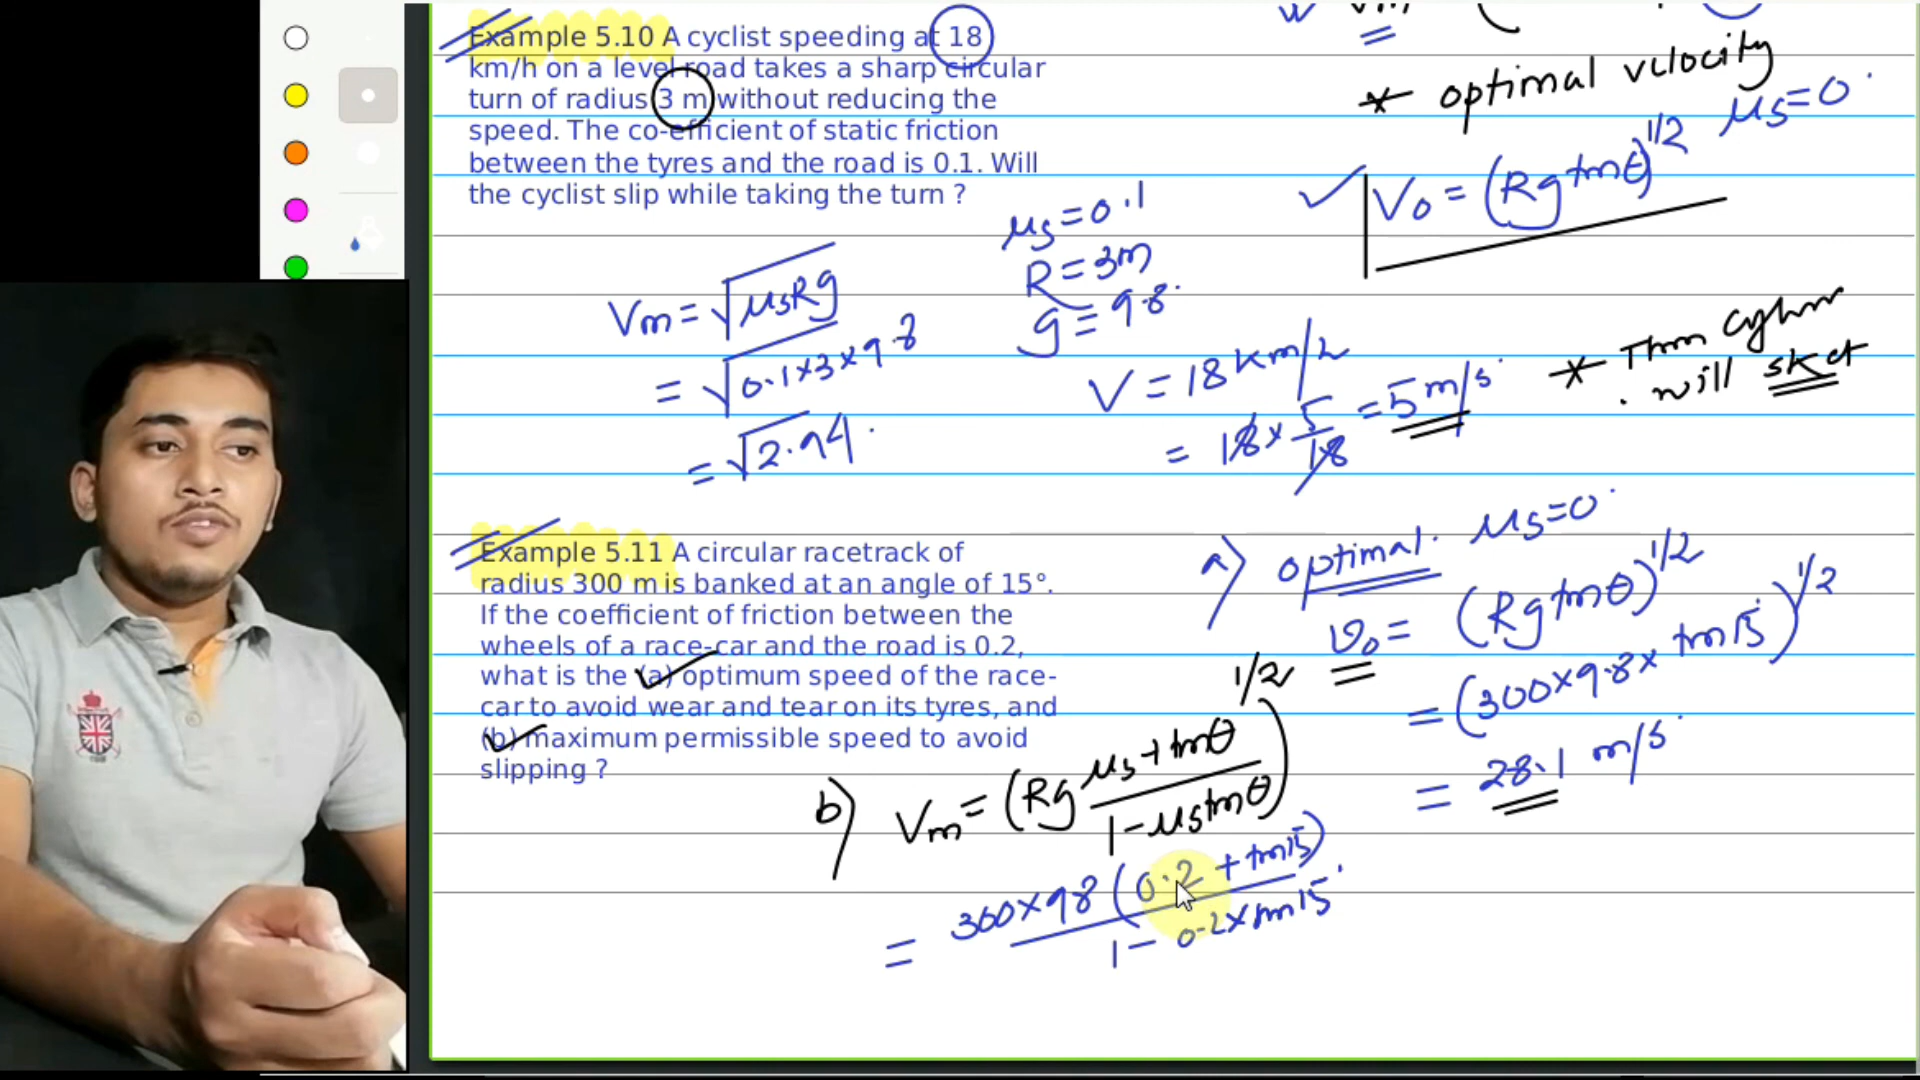 Example 5.10 A cyclist speeding at 18
km/h on a level road takes a sharp circular
turn of radius 3 m without reducing the
speed. The co-efficient of static friction
between the tyres and the road is 0.1. Will
the cyclist slip while taking the turn ?
* optimal velocity
μs=0.
V₀ = (Rg tanθ)^1/2
μs=0.1
R=3m
g=9.8.
Vm = √μsRg
= √0.1×3×9.8
= √2.94.
V = 18 km/h
= 18 × 5/18 = 5 m/s.
*
will
Example 5.11 A circular racetrack of
radius 300 m is banked at an angle of 15°.
If the coefficient of friction between the
wheels of a race-car and the road is 0.2,
what is the (a) optimum speed of the race-
car to avoid wear and tear on its tyres, and
(b) maximum permissible speed to avoid
slipping ?
a) optimal. μs=0.
v₀ = (Rg tanθ)^1/2
= (300×9.8× tan15)^1/2
= 28.1 m/s.
b) Vm = (Rg μs+tanθ / 1-μs tanθ)^1/2
= 300×98 (0.2 + tan15) / 1 - 0.2×tan15.